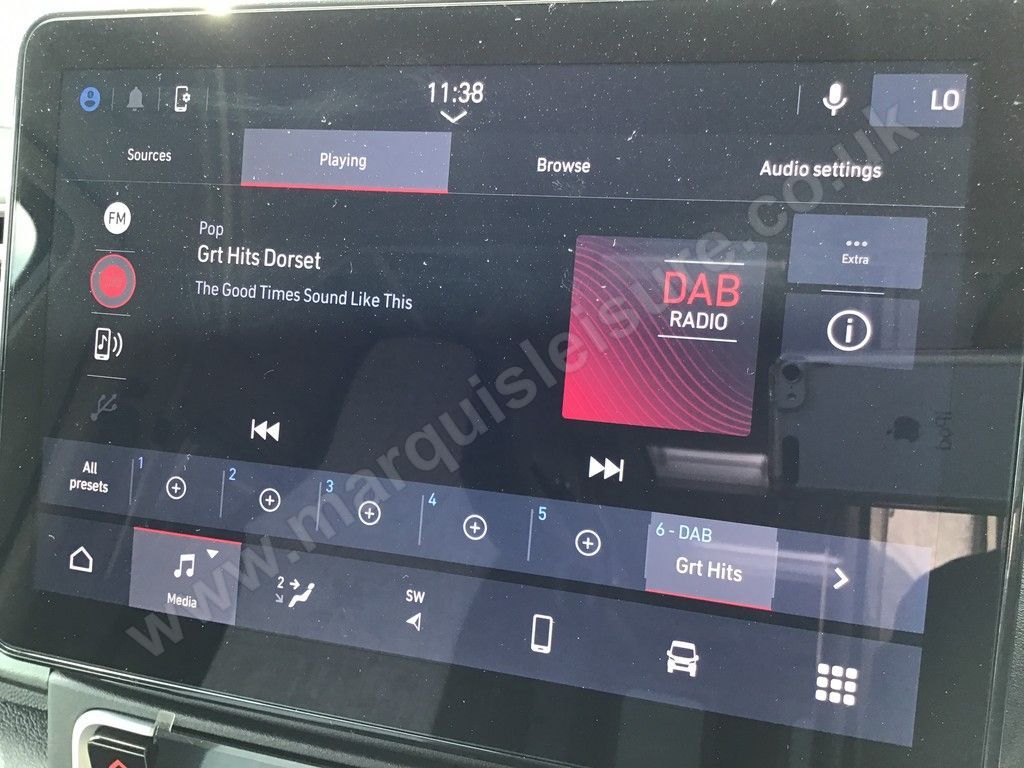 11:38
LO
Sources
Playing
Browse
Audio settings
FM
Pop
Grt Hits Dorset
The Good Times Sound Like This
DAB
RADIO
Extra
i
iPad
All
presets
1
2
3
4
5
6 - DAB
Grt Hits
Media
2
SW
www.marquisleisure.co.uk